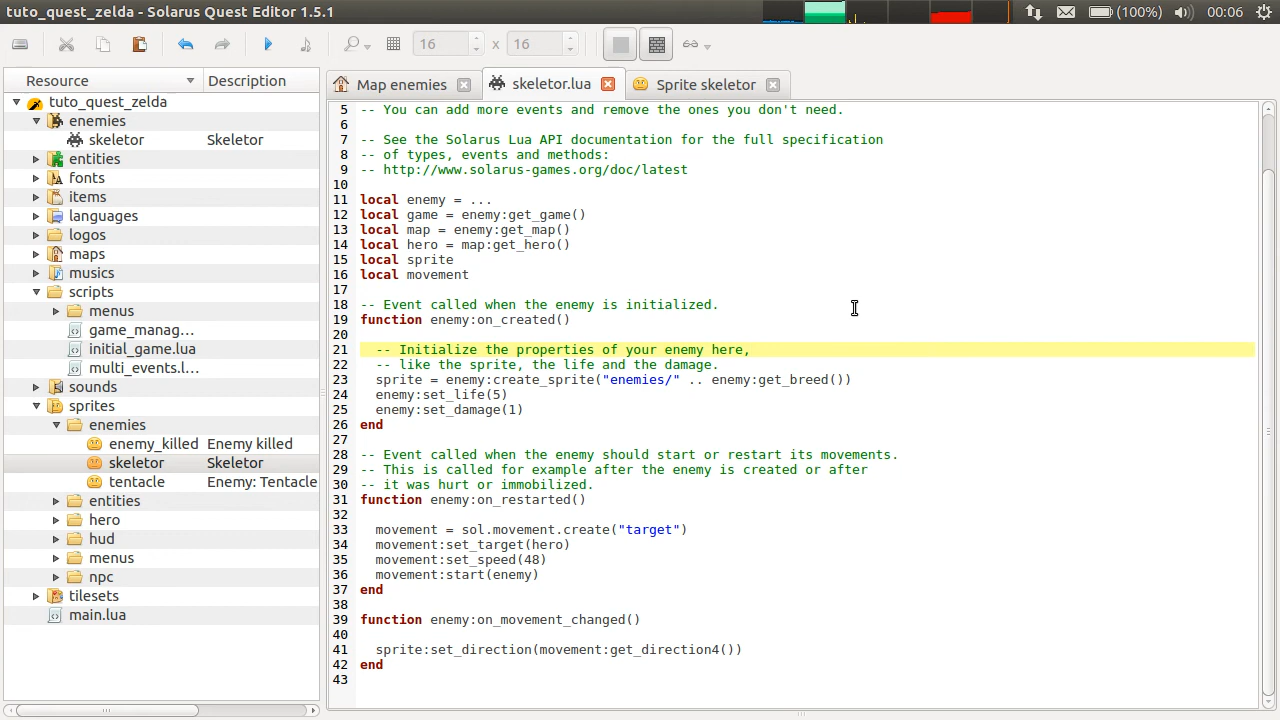 tuto_quest_zelda - Solarus Quest Editor 1.5.1
(100%)
00:06
16
x
16
Resource
Description
Map enemies
skeletor.lua
Sprite skeletor
tuto_quest_zelda
enemies
skeletor Skeletor
entities
fonts
items
languages
logos
maps
musics
scripts
menus
game_manag...
initial_game.lua
multi_events.l...
sounds
sprites
enemies
enemy_killed Enemy killed
skeletor Skeletor
tentacle Enemy: Tentacle
entities
hero
hud
menus
npc
tilesets
main.lua
5 -- You can add more events and remove the ones you don't need.
6
7 -- See the Solarus Lua API documentation for the full specification
8 -- of types, events and methods:
9 -- http://www.solarus-games.org/doc/latest
10
11 local enemy = ...
12 local game = enemy:get_game()
13 local map = enemy:get_map()
14 local hero = map:get_hero()
15 local sprite
16 local movement
17
18 -- Event called when the enemy is initialized.
19 function enemy:on_created()
20
21 -- Initialize the properties of your enemy here,
22 -- like the sprite, the life and the damage.
23 sprite = enemy:create_sprite("enemies/" .. enemy:get_breed())
24 enemy:set_life(5)
25 enemy:set_damage(1)
26 end
27
28 -- Event called when the enemy should start or restart its movements.
29 -- This is called for example after the enemy is created or after
30 -- it was hurt or immobilized.
31 function enemy:on_restarted()
32
33 movement = sol.movement.create("target")
34 movement:set_target(hero)
35 movement:set_speed(48)
36 movement:start(enemy)
37 end
38
39 function enemy:on_movement_changed()
40
41 sprite:set_direction(movement:get_direction4())
42 end
43